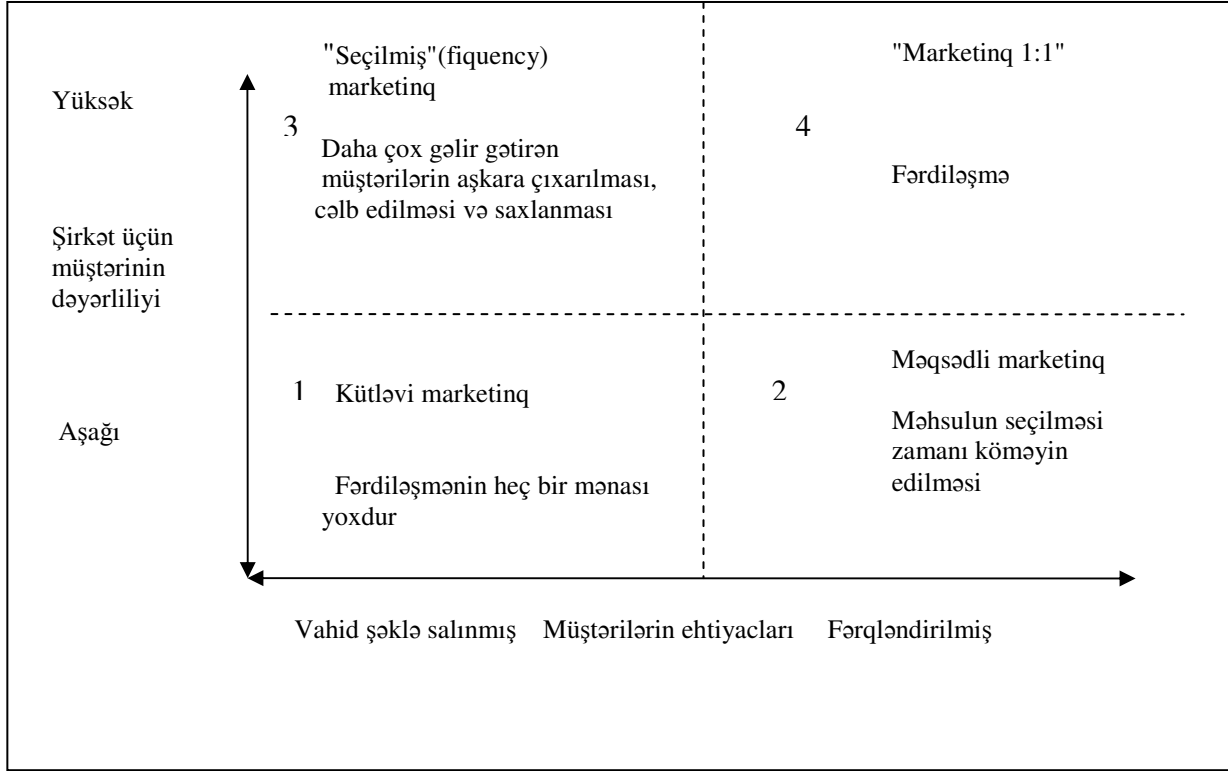 "Seçilmiş"(fiquency)
marketinq
"Marketinq 1:1"
Yüksək
3
4
Daha çox gəlir gətirən
müştərilərin aşkara çıxarılması,
cəlb edilməsi və saxlanması
Fərdiləşmə
Şirkət üçün
müştərinin
dəyərliliyi
1
Kütləvi marketinq
2
Məqsədli marketinq
Aşağı
Məhsulun seçilməsi
zamanı köməyin
edilməsi
Fərdiləşmənin heç bir mənası
yoxdur
Vahid şəklə salınmış Müştərilərin ehtiyacları Fərqləndirilmiş